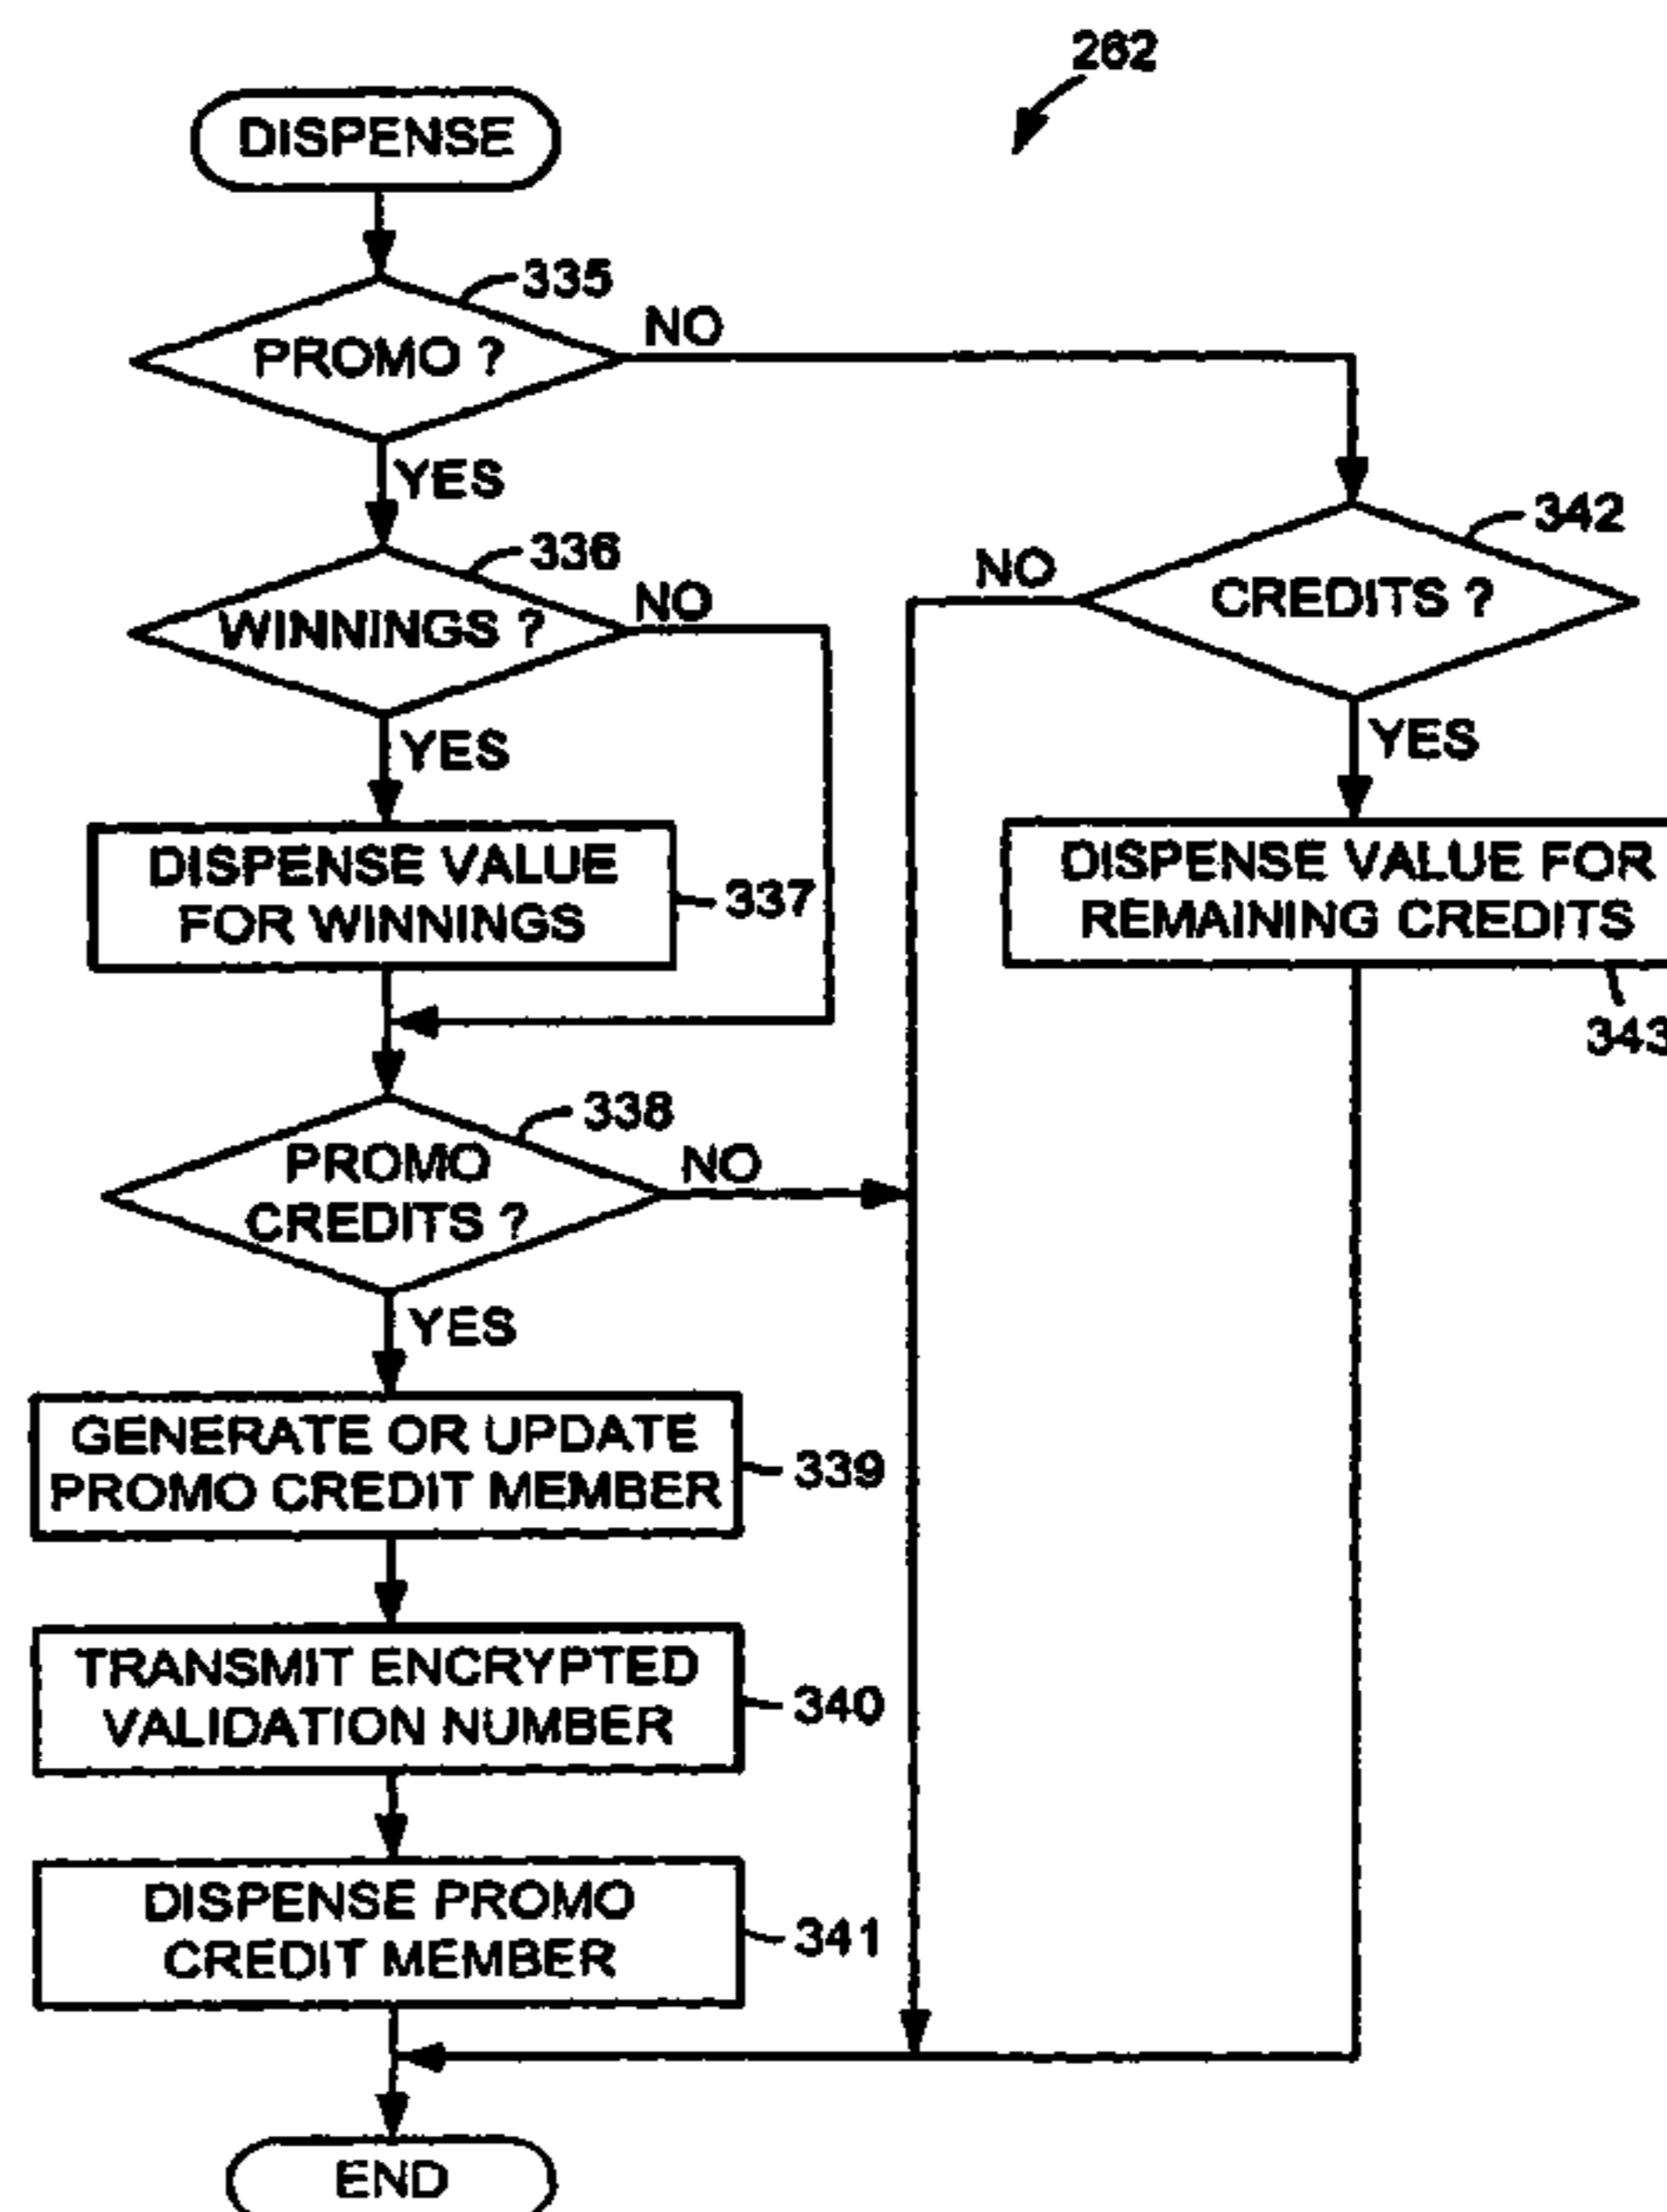 262
DISPENSE
335
PROMO ?
NO
YES
336
WINNINGS ?
NO
YES
342
CREDITS ?
NO
YES
DISPENSE VALUE
FOR WINNINGS
337
DISPENSE VALUE FOR
REMAINING CREDITS
343
338
PROMO
CREDITS ?
NO
YES
GENERATE OR UPDATE
PROMO CREDIT MEMBER
339
TRANSMIT ENCRYPTED
VALIDATION NUMBER
340
DISPENSE PROMO
CREDIT MEMBER
341
END